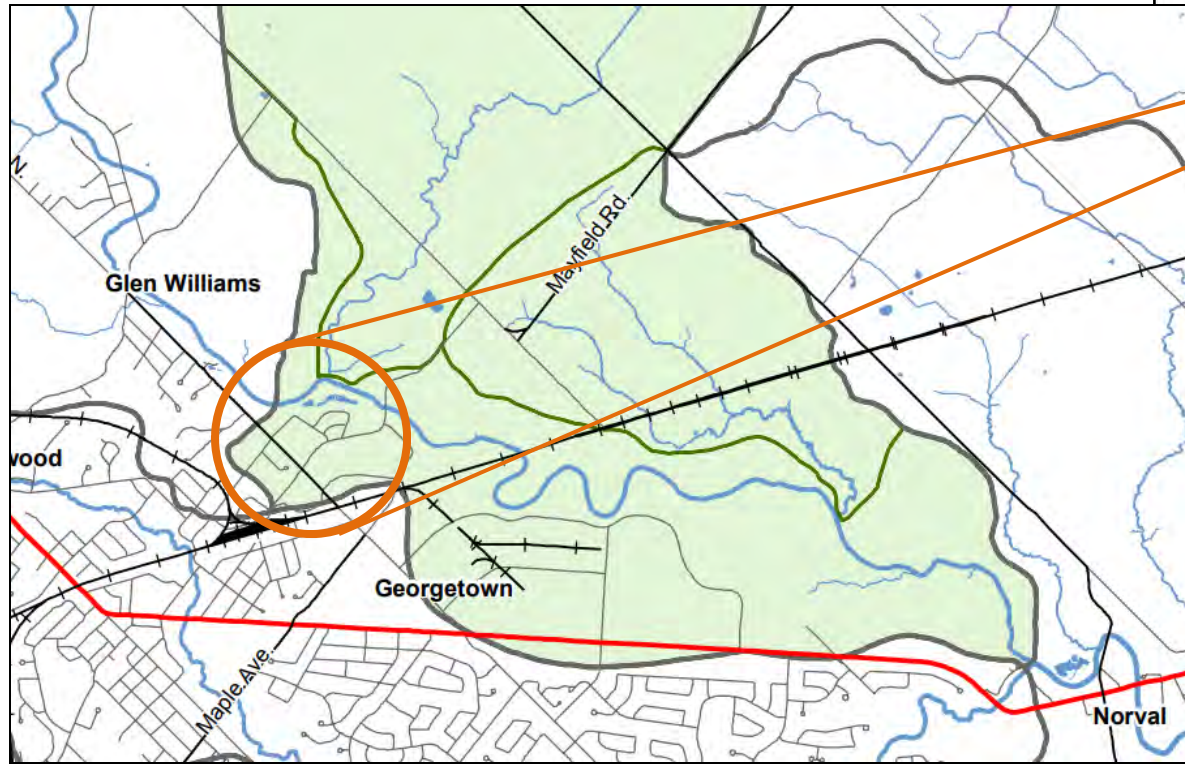 N.
Mayfield Rd.
Glen Williams
wood
Georgetown
Maple Ave.
Norval